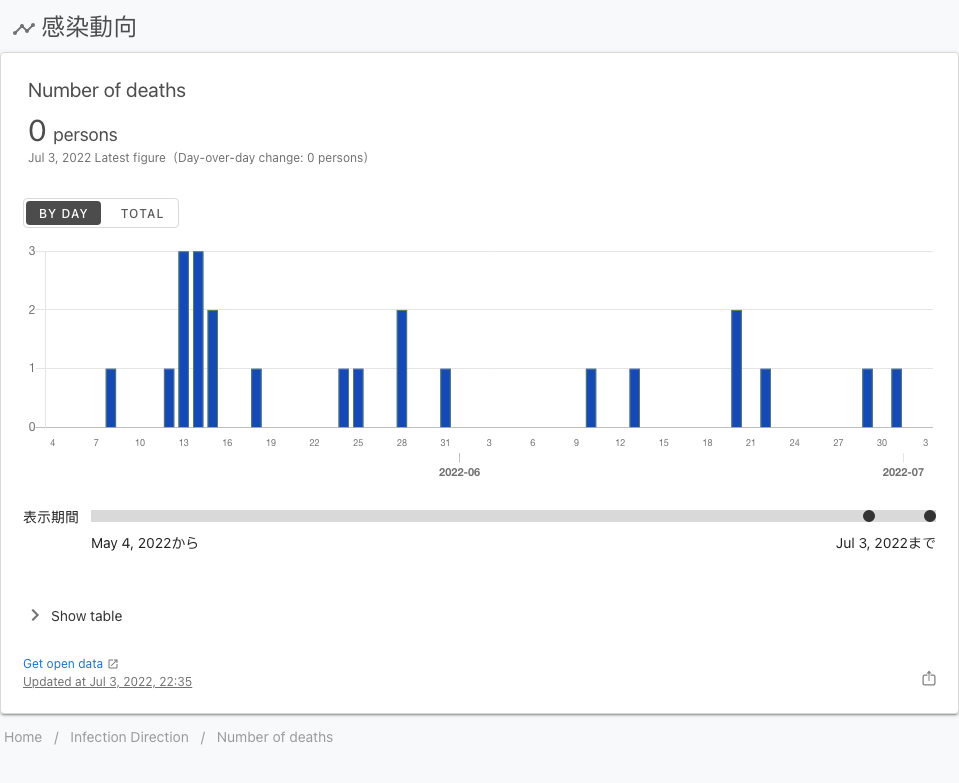 感染動向
Number of deaths
0 persons
Jul 3, 2022 Latest figure (Day-over-day change: 0 persons)
BY DAY TOTAL
3
2
1
0
4 7 10 13 16 19 22 25 28 31 3 6 9 12 15 18 21 24 27 30 3
2022-06 2022-07
表示期間
May 4, 2022から Jul 3, 2022まで
Show table
Get open data
Updated at Jul 3, 2022, 22:35
Home / Infection Direction / Number of deaths